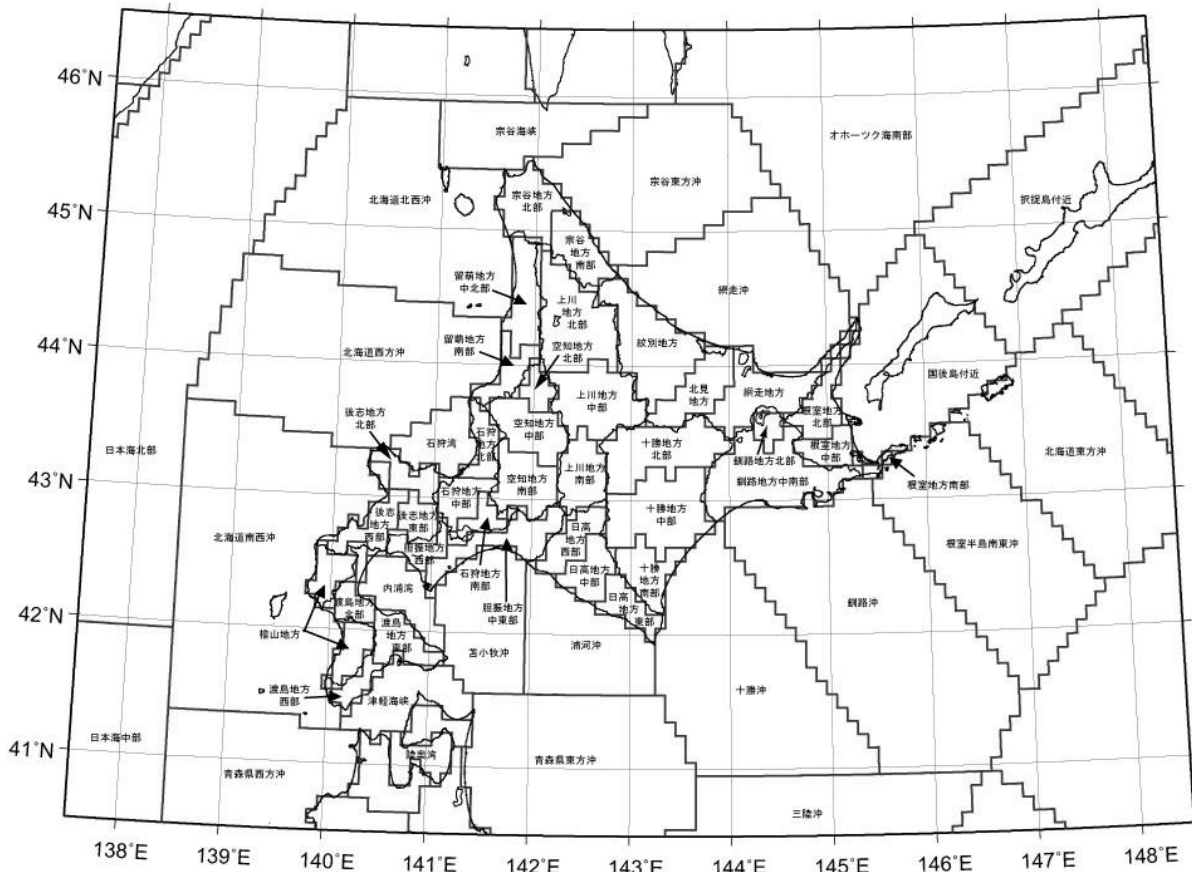 46°N
45°N
44°N
43°N
42°N
41°N
宗谷海峡
オホーツク海南部
宗谷東方沖
北海道北西沖
宗谷地方
北部
択捉島付近
宗谷
地方
南部
留萌地方
中北部
上川
地方
北部
網走沖
留萌地方
南部
空知地方
北部
紋別地方
北海道西方沖
国後島付近
上川地方
中部
北見
地方
網走地方
後志地方
北部
石狩湾
石狩
地方
北部
空知地方
中部
根室地方
北部
日本海北部
十勝地方
北部
根室地方
中部
北海道東方沖
釧路地方北部
上川地方
南部
空知地方
南部
釧路地方中南部
根室地方南部
石狩地方
中部
後志
地方
西部
後志地方
東部
十勝地方
中部
北海道南西沖
日高
地方
西部
根室半島南東沖
胆振地方
西部
石狩地方
南部
日高地方
中部
十勝
地方
南部
内浦湾
渡島地方
北部
胆振地方
中東部
日高
地方
東部
釧路沖
檜山地方
渡島
地方
東部
苫小牧沖
浦河沖
十勝沖
渡島地方
西部
津軽海峡
日本海中部
陸奥湾
青森県西方沖
青森県東方沖
三陸沖
138°E
139°E
140°E
141°E
142°E
143°E
144°E
145°E
146°E
147°E
148°E